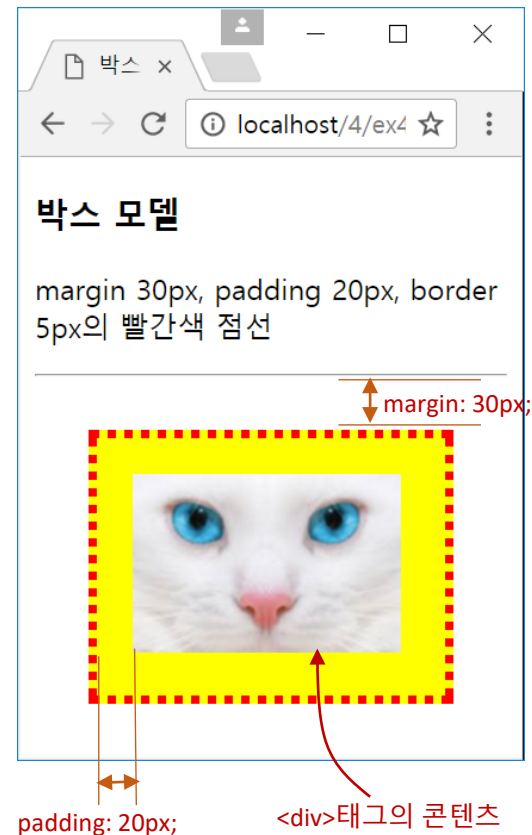 박스
localhost/4/ex4
박스 모델
margin 30px, padding 20px, border
5px의 빨간색 점선
margin: 30px;
padding: 20px;
<div>태그의 콘텐츠